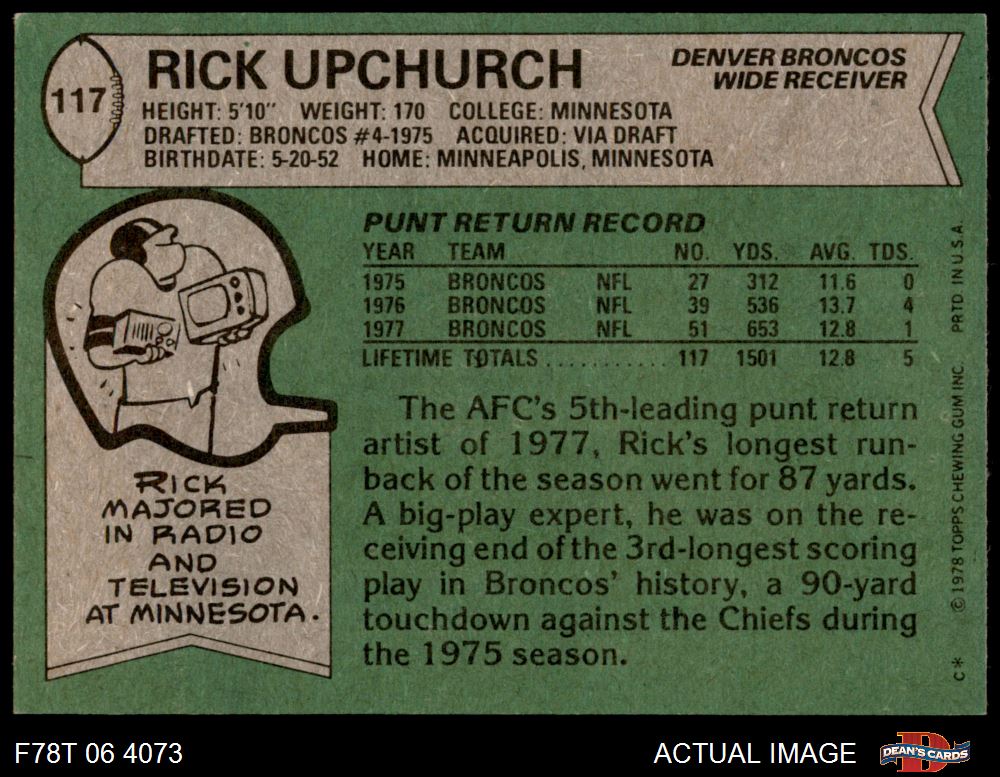 117
RICK UPCHURCH
DENVER BRONCOS
WIDE RECEIVER
HEIGHT: 5'10" WEIGHT: 170 COLLEGE: MINNESOTA
DRAFTED: BRONCOS #4-1975 ACQUIRED: VIA DRAFT
BIRTHDATE: 5-20-52 HOME: MINNEAPOLIS, MINNESOTA
PUNT RETURN RECORD
YEAR TEAM NO. YDS. AVG. TDS.
1975 BRONCOS NFL 27 312 11.6 0
1976 BRONCOS NFL 39 536 13.7 4
1977 BRONCOS NFL 51 653 12.8 1
LIFETIME TOTALS........... 117 1501 12.8 5
The AFC's 5th-leading punt return
artist of 1977, Rick's longest run-
back of the season went for 87 yards.
A big-play expert, he was on the re-
ceiving end of the 3rd-longest scoring
play in Broncos' history, a 90-yard
touchdown against the Chiefs during
the 1975 season.
RICK
MAJORED
IN RADIO
AND
TELEVISION
AT MINNESOTA.
C* © 1978 TOPPS CHEWING GUM INC. PRTD IN U.S.A.
F78T 06 4073
ACTUAL IMAGE
D
DEAN'S CARDS